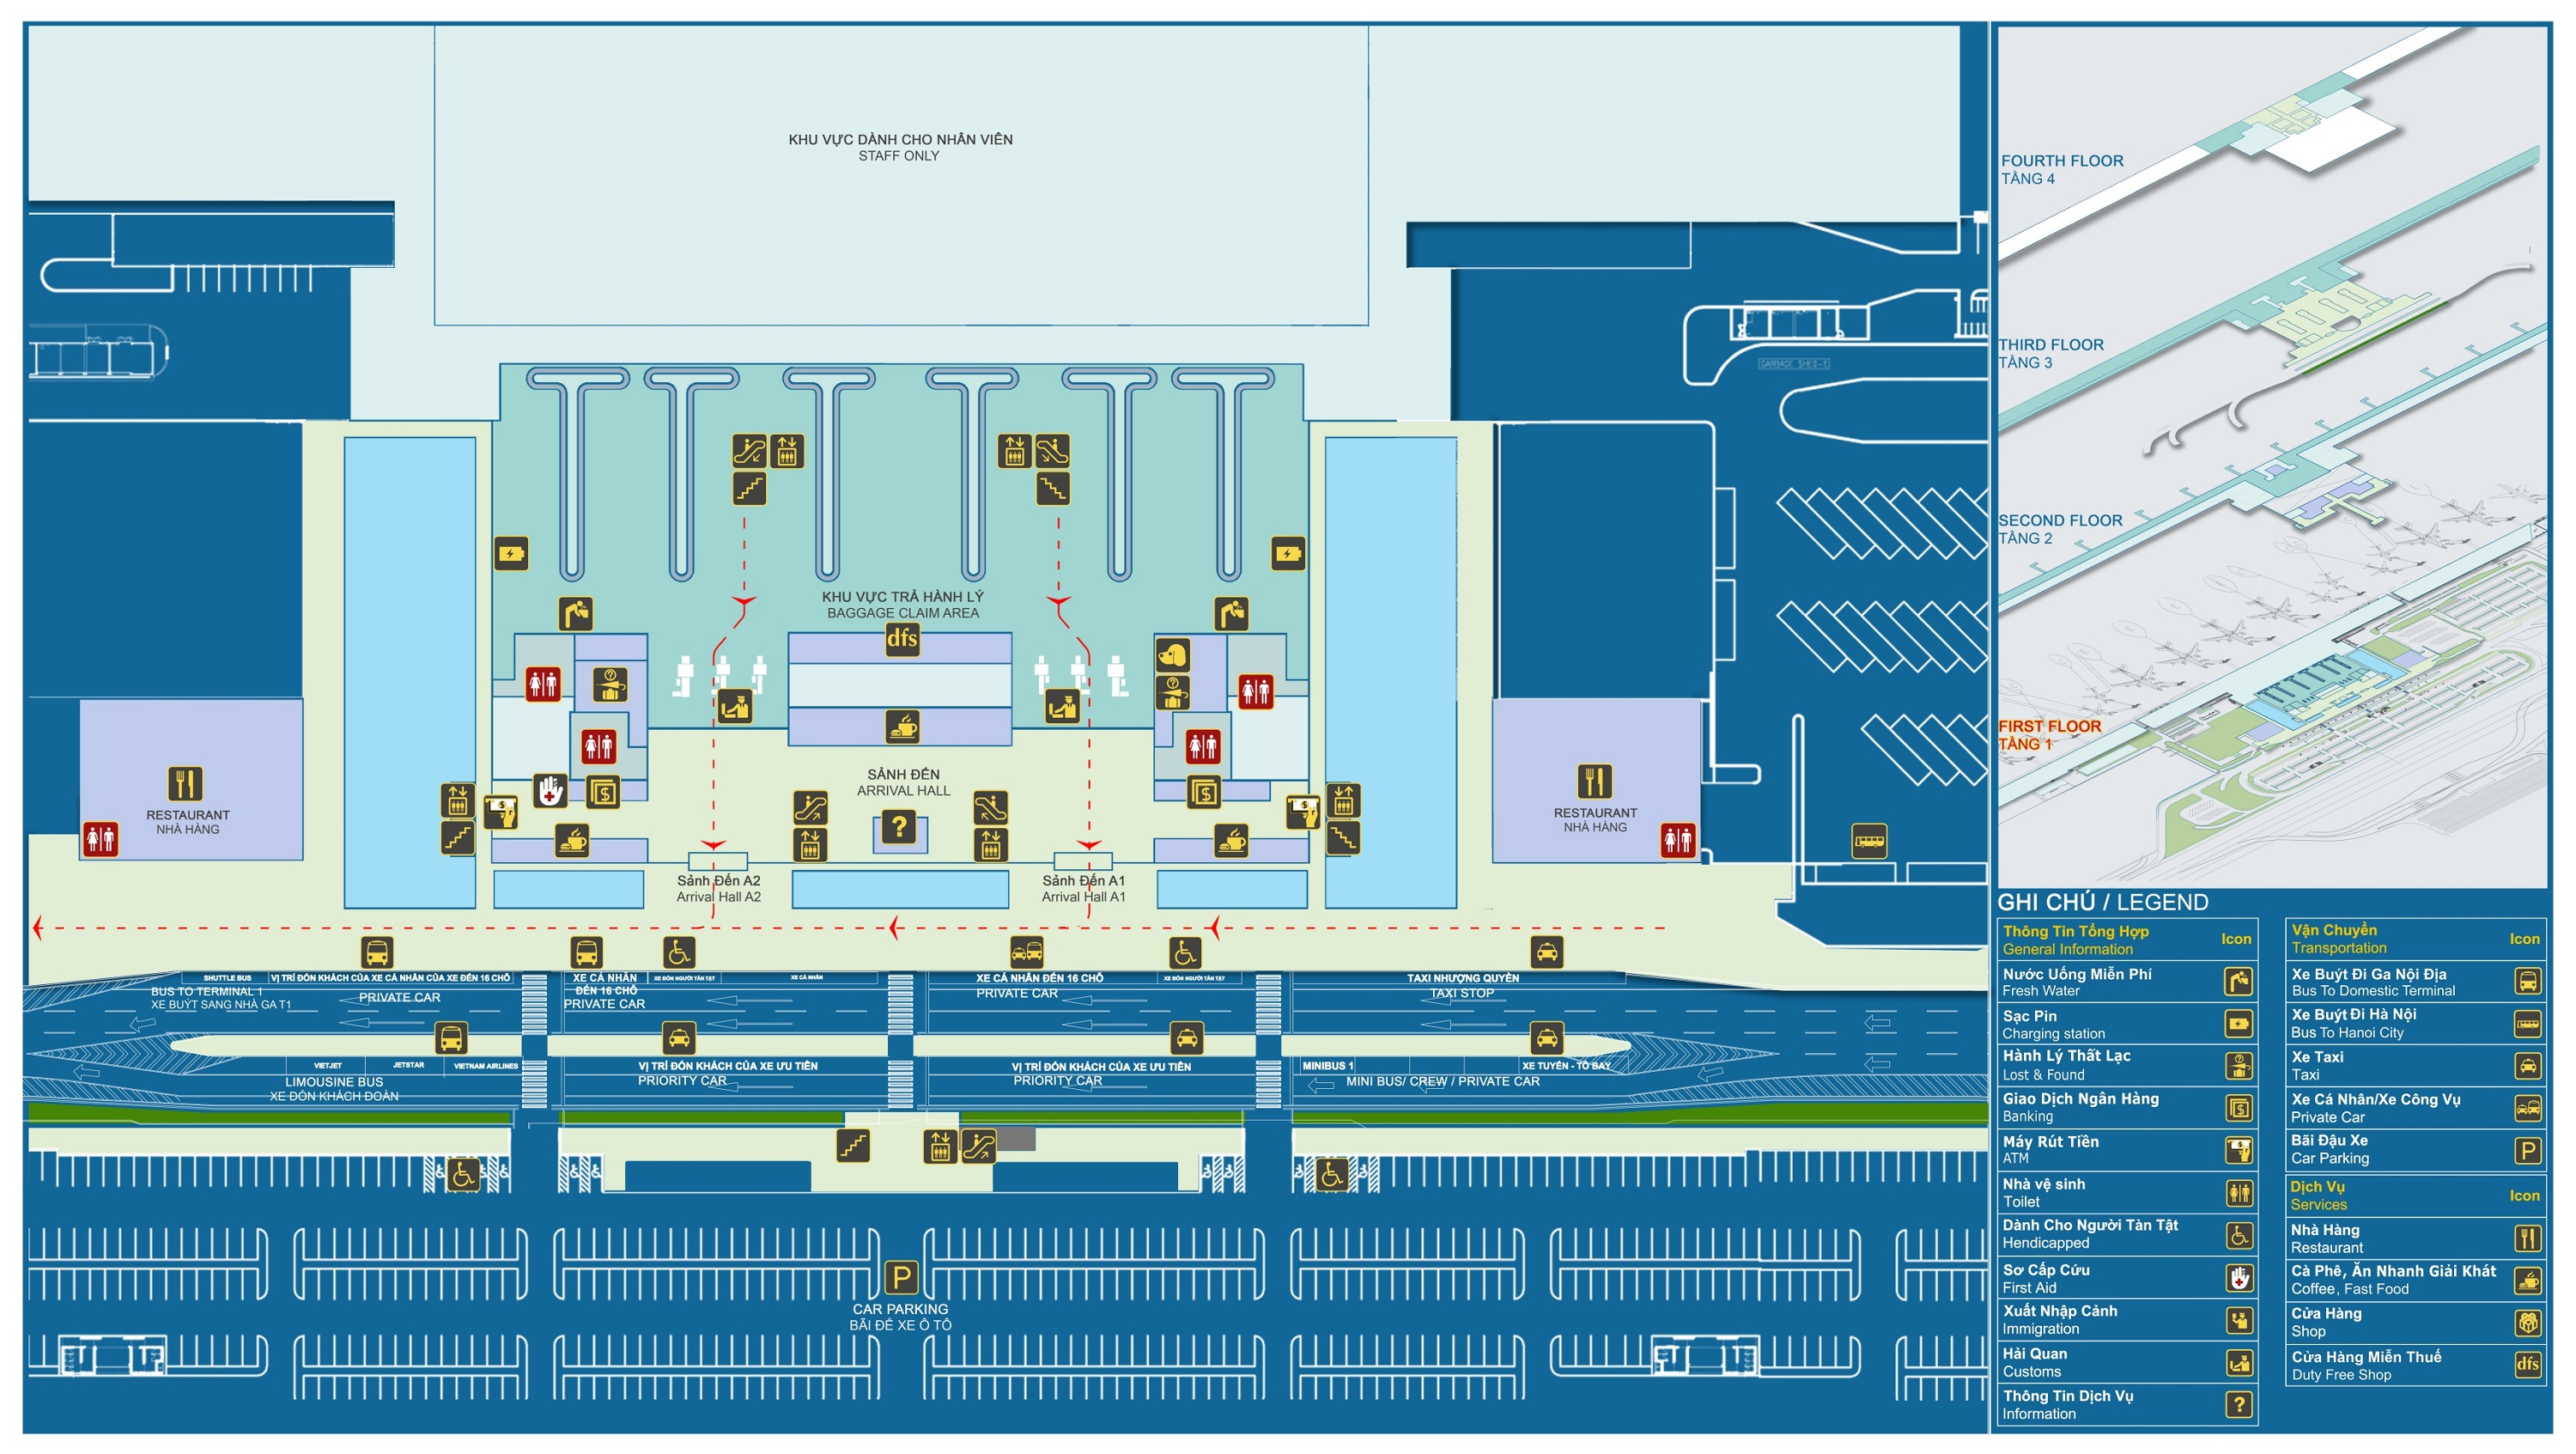 KHU VỰC DÀNH CHO NHÂN VIÊN
STAFF ONLY
GARBAGE SHED-1
KHU VỰC TRẢ HÀNH LÝ
BAGGAGE CLAIM AREA
dfs
SẢNH ĐẾN
ARRIVAL HALL
?
RESTAURANT
NHÀ HÀNG
RESTAURANT
NHÀ HÀNG
Sảnh Đến A2
Arrival Hall A2
Sảnh Đến A1
Arrival Hall A1
SHUTTLE BUS
VỊ TRÍ ĐÓN KHÁCH CỦA XE CÁ NHÂN CỦA XE ĐẾN 16 CHỖ
BUS TO TERMINAL 1
XE BUÝT SANG NHÀ GA T1
PRIVATE CAR
XE CÁ NHÂN
ĐẾN 16 CHỖ
PRIVATE CAR
XE ĐÓN NGƯỜI TÀN TẬT
XE CÁ NHÂN
XE CÁ NHÂN ĐẾN 16 CHỖ
PRIVATE CAR
XE ĐÓN NGƯỜI TÀN TẬT
TAXI NHƯỢNG QUYỀN
TAXI STOP
VIETJET
JETSTAR
VIETNAM AIRLINES
LIMOUSINE BUS
XE ĐÓN KHÁCH ĐOÀN
VỊ TRÍ ĐÓN KHÁCH CỦA XE ƯU TIÊN
PRIORITY CAR
VỊ TRÍ ĐÓN KHÁCH CỦA XE ƯU TIÊN
PRIORITY CAR
MINIBUS 1
XE TUYẾN - TỔ BAY
MINI BUS/ CREW / PRIVATE CAR
P
CAR PARKING
BÃI ĐỂ XE Ô TÔ
FOURTH FLOOR
TẦNG 4
THIRD FLOOR
TẦNG 3
SECOND FLOOR
TẦNG 2
FIRST FLOOR
TẦNG 1
GHI CHÚ / LEGEND
Thông Tin Tổng Hợp
General Information
Icon
Nước Uống Miễn Phí
Fresh Water
Sạc Pin
Charging station
Hành Lý Thất Lạc
Lost & Found
Giao Dịch Ngân Hàng
Banking
Máy Rút Tiền
ATM
Nhà vệ sinh
Toilet
Dành Cho Người Tàn Tật
Hendicapped
Sơ Cấp Cứu
First Aid
Xuất Nhập Cảnh
Immigration
Hải Quan
Customs
Thông Tin Dịch Vụ
Information
?
Vận Chuyển
Transportation
Icon
Xe Buýt Đi Ga Nội Địa
Bus To Domestic Terminal
Xe Buýt Đi Hà Nội
Bus To Hanoi City
Xe Taxi
Taxi
Xe Cá Nhân/Xe Công Vụ
Private Car
Bãi Đậu Xe
Car Parking
P
Dịch Vụ
Services
Icon
Nhà Hàng
Restaurant
Cà Phê, Ăn Nhanh Giải Khát
Coffee, Fast Food
Cửa Hàng
Shop
Cửa Hàng Miễn Thuế
Duty Free Shop
dfs